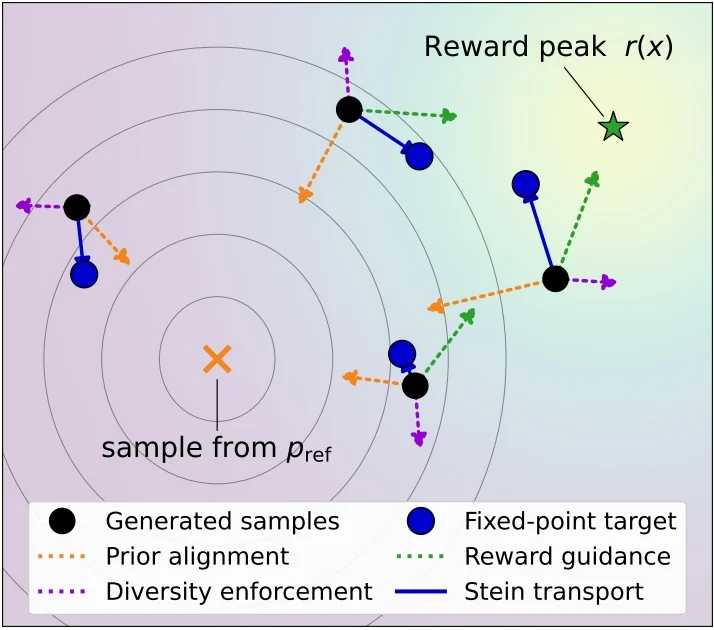 Reward peak r(x)
sample from p_ref
Generated samples
Fixed-point target
Prior alignment
Reward guidance
Diversity enforcement
Stein transport